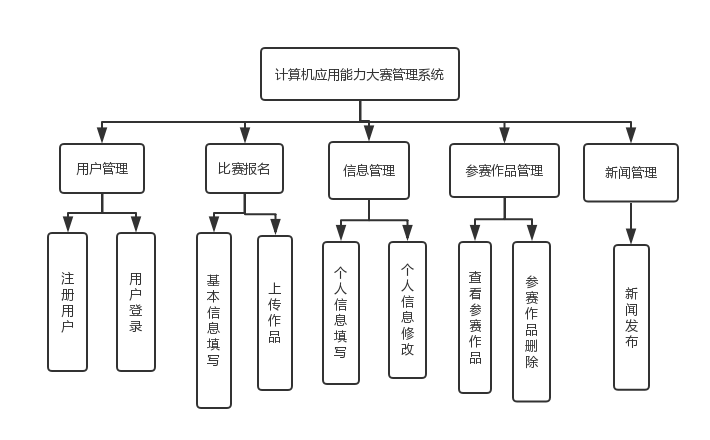 计算机应用能力大赛管理系统
用户管理
比赛报名
信息管理
参赛作品管理
新闻管理
注册用户
用户登录
基本信息填写
上传作品
个人信息填写
个人信息修改
查看参赛作品
参赛作品删除
新闻发布